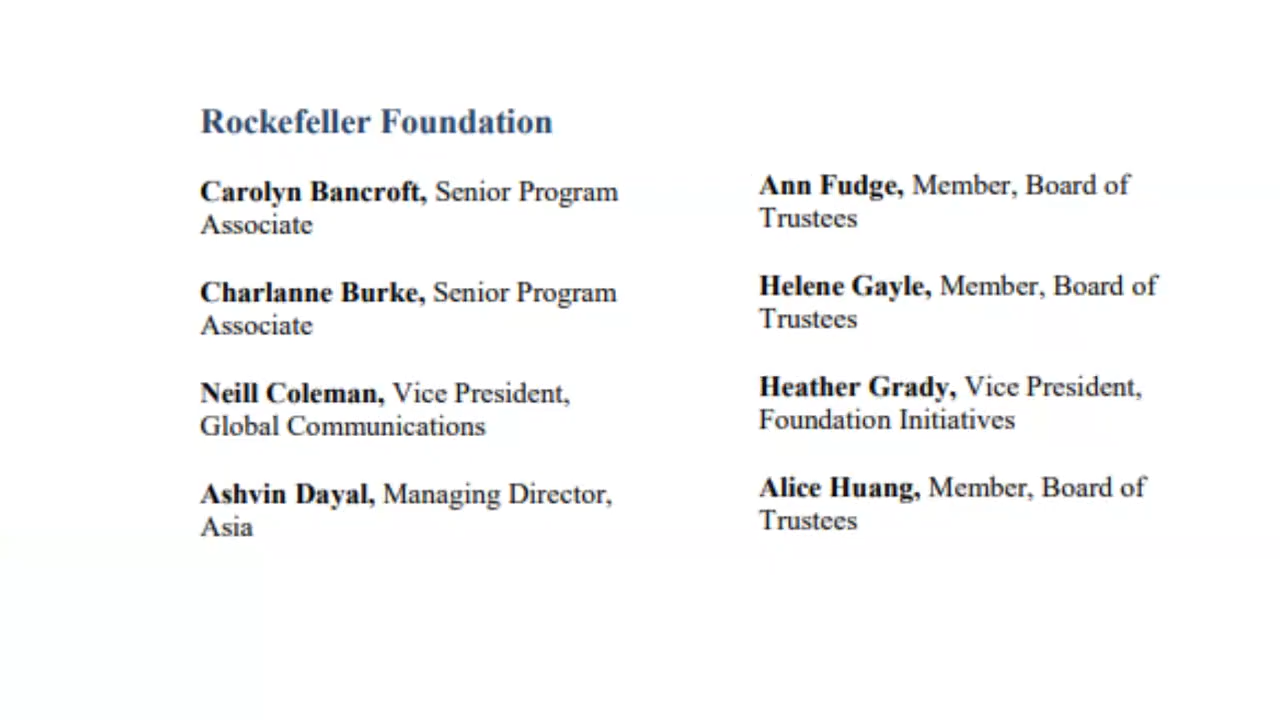 Rockefeller Foundation
Carolyn Bancroft, Senior Program
Associate
Charlanne Burke, Senior Program
Associate
Neill Coleman, Vice President,
Global Communications
Ashvin Dayal, Managing Director,
Asia
Ann Fudge, Member, Board of
Trustees
Helene Gayle, Member, Board of
Trustees
Heather Grady, Vice President,
Foundation Initiatives
Alice Huang, Member, Board of
Trustees